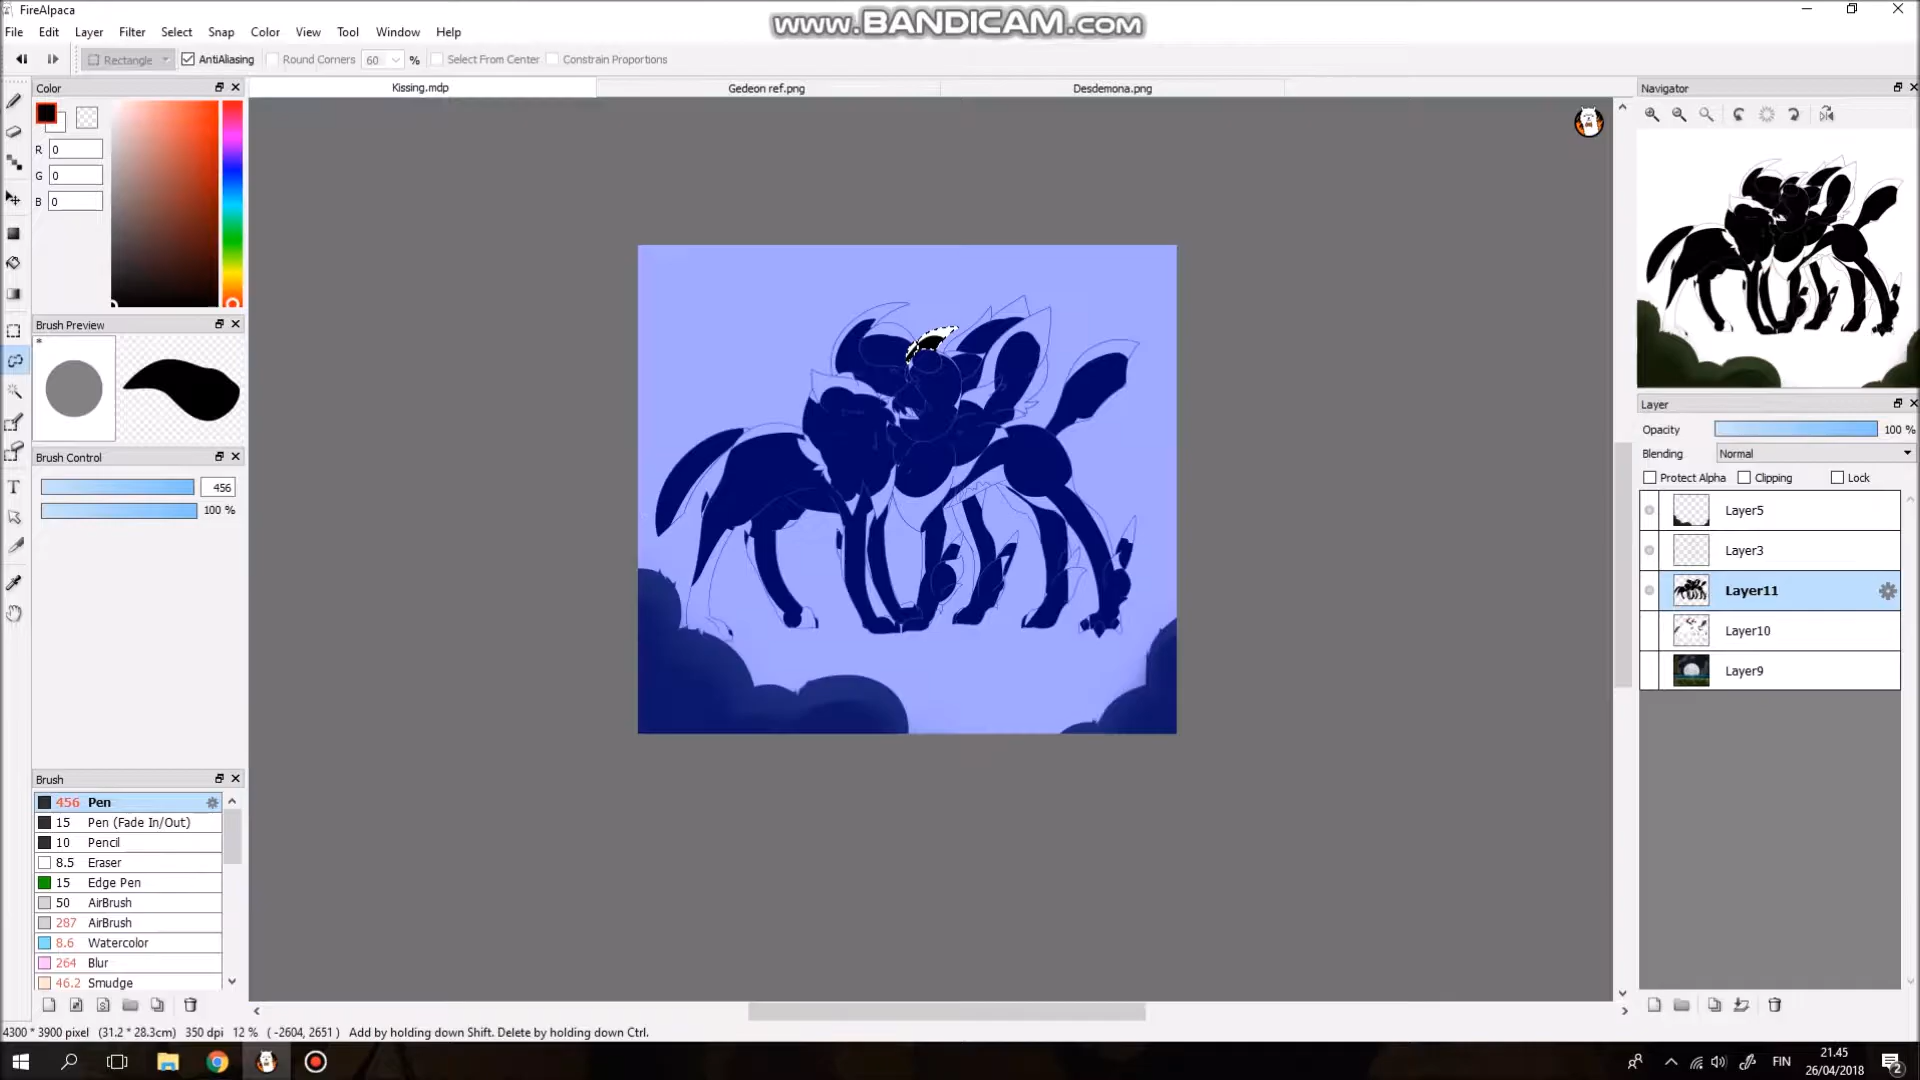 FireAlpaca
www.BANDICAM.com
File Edit Layer Filter Select Snap Color View Tool Window Help
Rectangle AntiAliasing Round Corners 60 % Select From Center Constrain Proportions
Color
Kissing.mdp
Gedeon ref.png
Desdemona.png
Navigator
R 0
G 0
B 0
Brush Preview
*
Brush Control
456
100 %
Layer
Opacity 100 %
Blending Normal
Protect Alpha Clipping Lock
Layer5
Layer3
Layer11
Layer10
Layer9
Brush
456 Pen
15 Pen (Fade In/Out)
10 Pencil
8.5 Eraser
15 Edge Pen
50 AirBrush
287 AirBrush
8.6 Watercolor
264 Blur
46.2 Smudge
4300 * 3900 pixel (31.2 * 28.3cm) 350 dpi 12 % ( -2604, 2651 ) Add by holding down Shift. Delete by holding down Ctrl.
T
FIN
21.45
26/04/2018
2